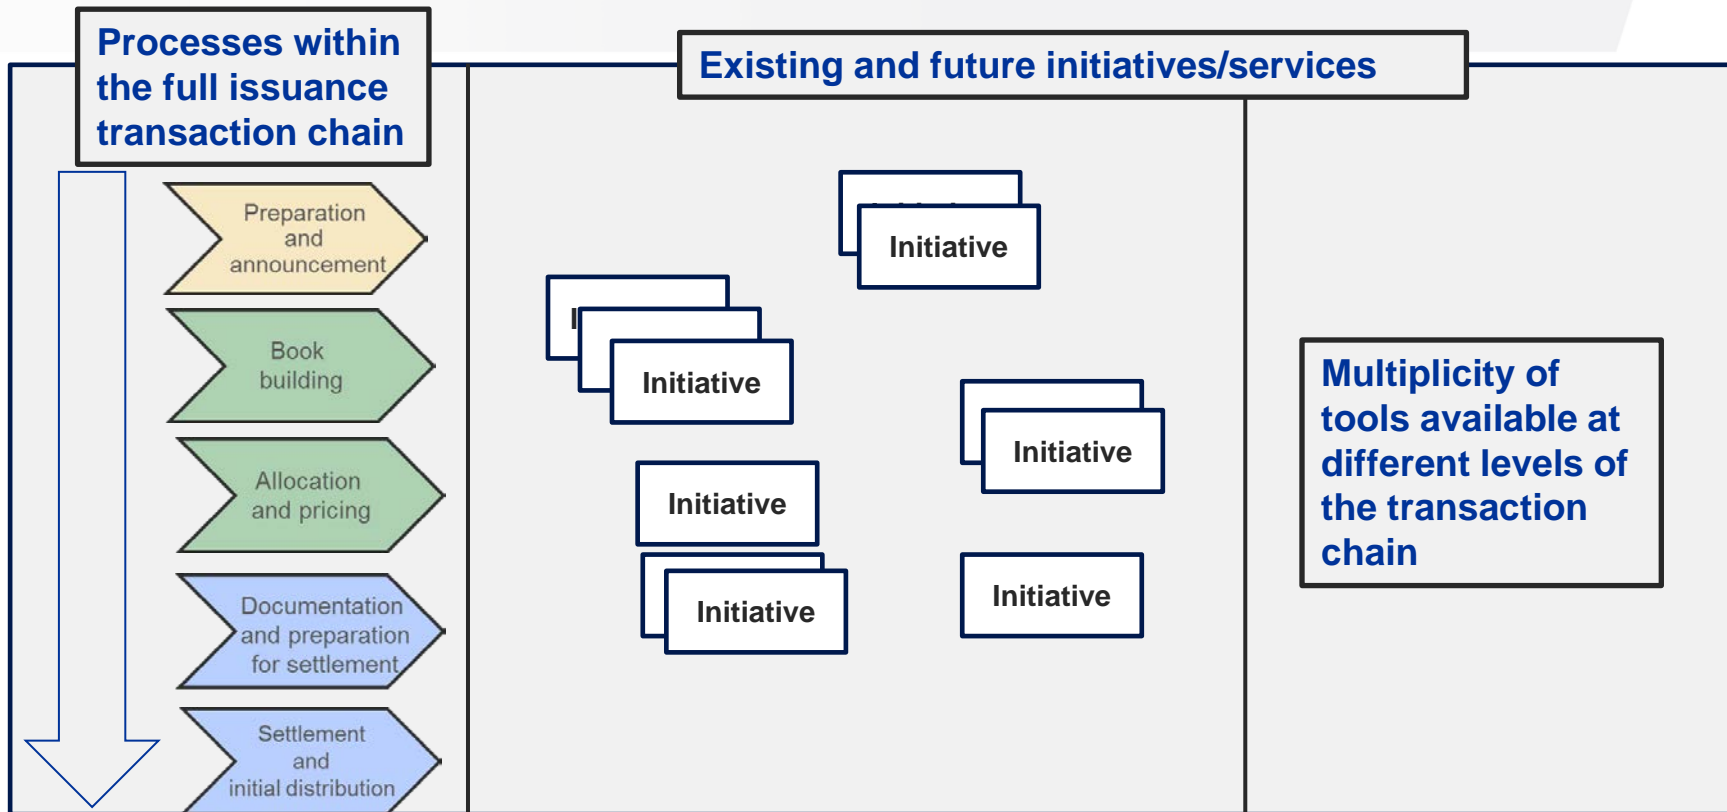 Processes within
the full issuance
transaction chain
Existing and future initiatives/services
Preparation
and
announcement
Book
building
Allocation
and pricing
Documentation
and preparation
for settlement
Settlement
and
initial distribution
Initiative
Initiative
Initiative
Initiative
Initiative
Initiative
Multiplicity of
tools available at
different levels of
the transaction
chain